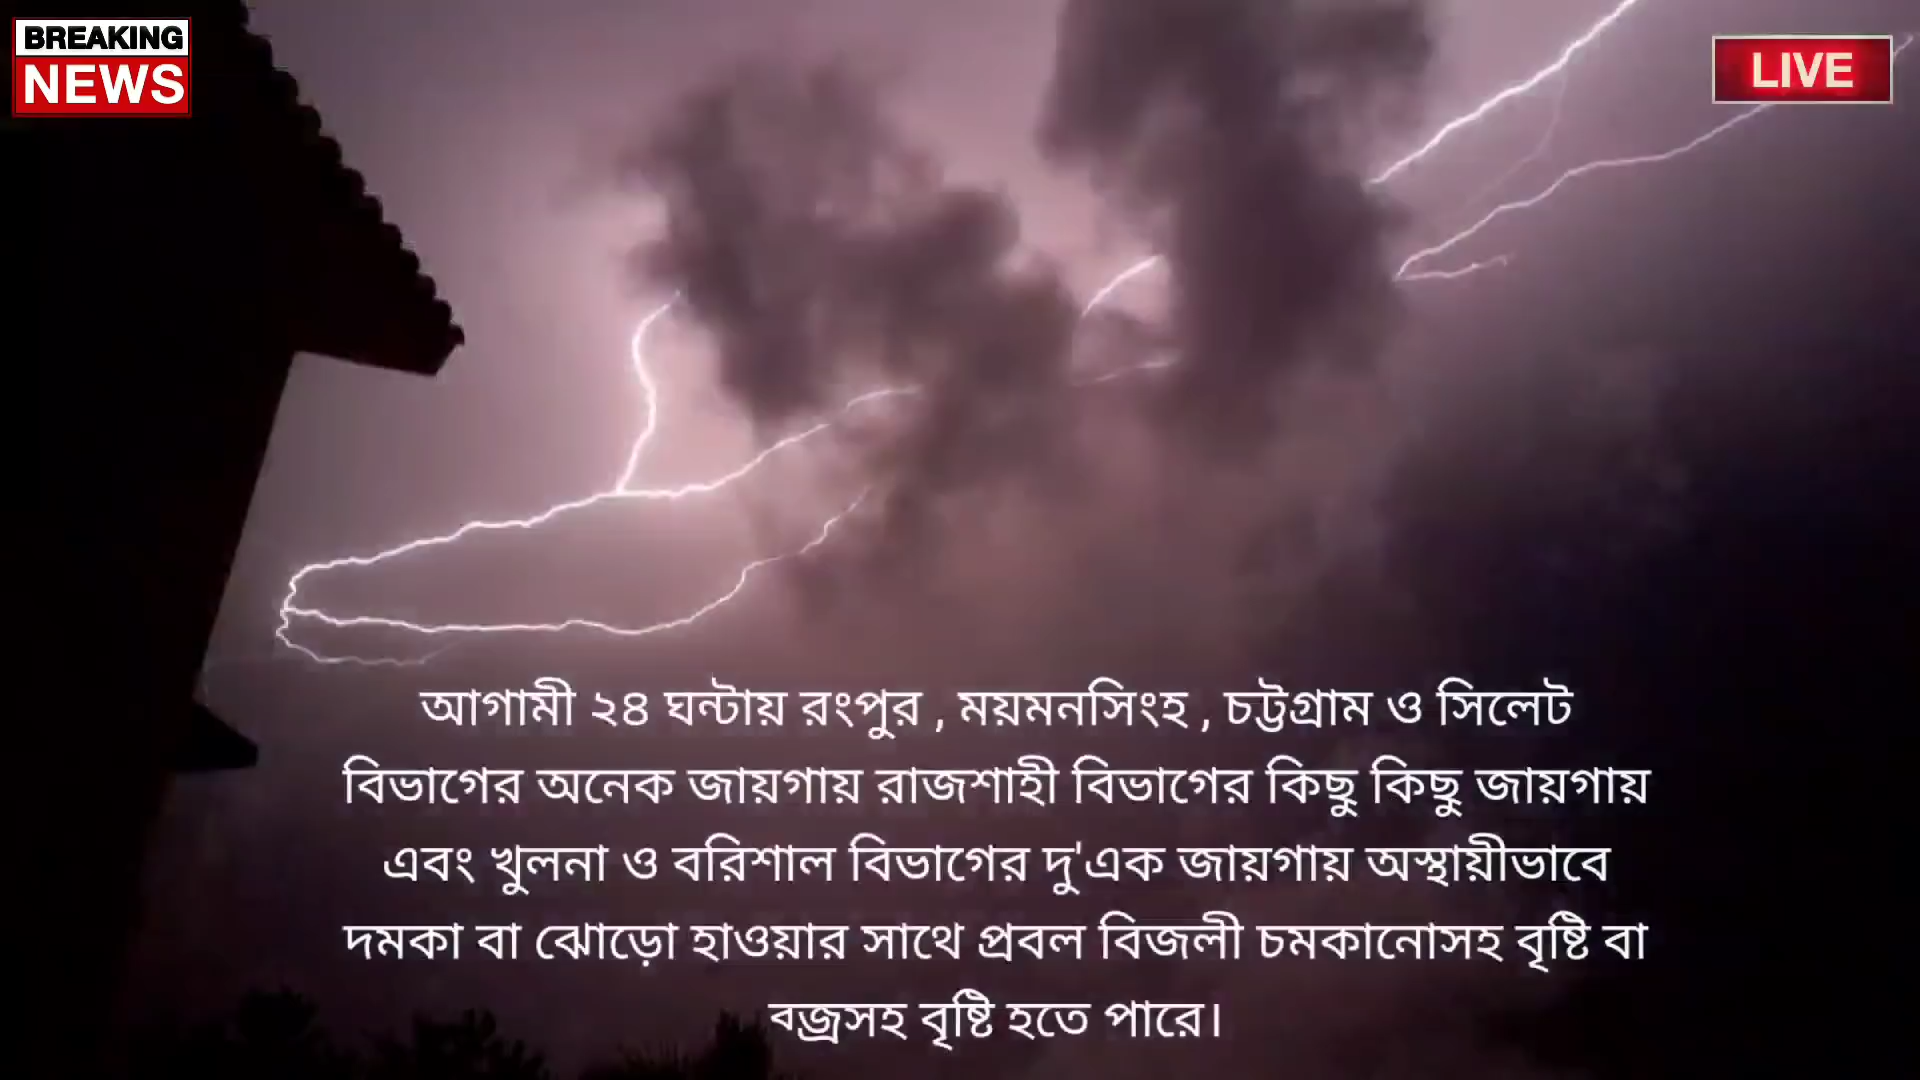 BREAKING
NEWS
LIVE
আগামী ২৪ ঘন্টায় রংপুর , ময়মনসিংহ , চট্টগ্রাম ও সিলেট
বিভাগের অনেক জায়গায় রাজশাহী বিভাগের কিছু কিছু জায়গায়
এবং খুলনা ও বরিশাল বিভাগের দু'এক জায়গায় অস্থায়ীভাবে
দমকা বা ঝোড়ো হাওয়ার সাথে প্রবল বিজলী চমকানোসহ বৃষ্টি বা
বজ্রসহ বৃষ্টি হতে পারে।